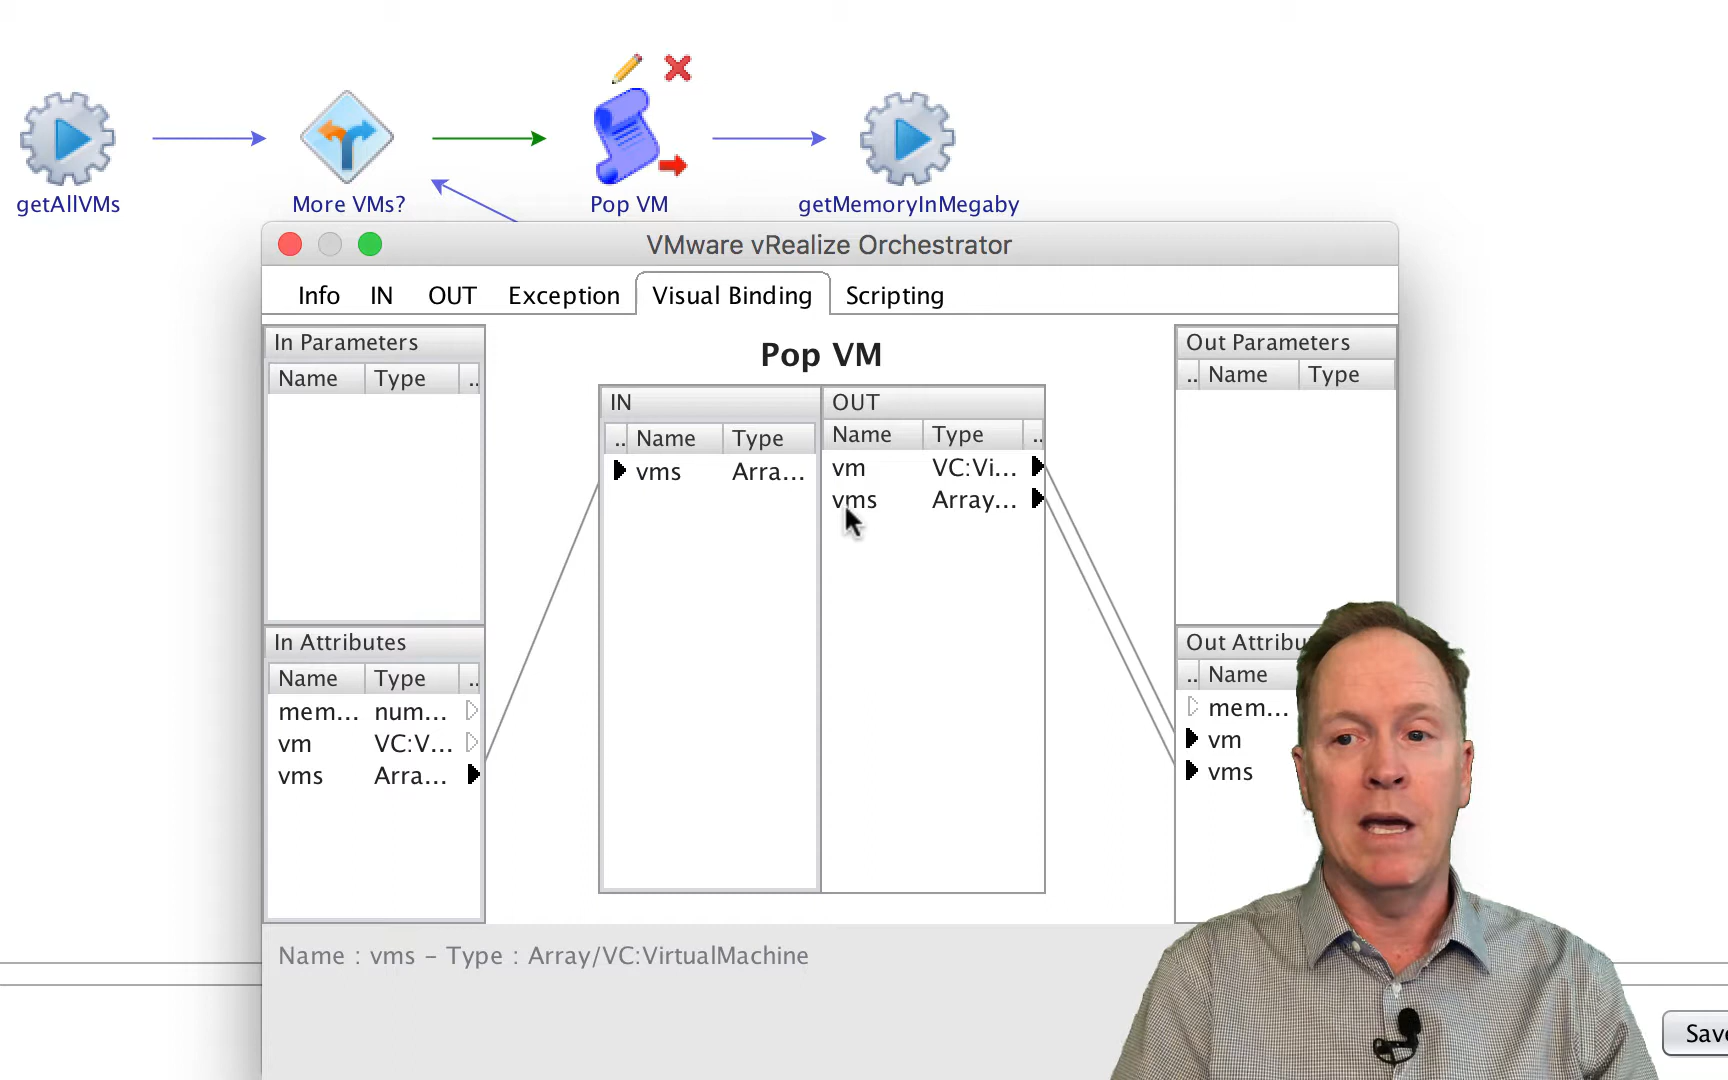 getAllVMs
More VMs?
Pop VM
getMemoryInMegaby
VMware vRealize Orchestrator
Info IN OUT Exception Visual Binding Scripting
In Parameters
Name Type ..
Pop VM
IN
.. Name Type
vms Arra...
OUT
Name Type ..
vm VC:Vi...
vms Array...
Out Parameters
.. Name Type
In Attributes
Name Type ..
mem... num...
vm VC:V...
vms Arra...
Out Attribu
.. Name
mem...
vm
vms
Name : vms - Type : Array/VC:VirtualMachine
Save